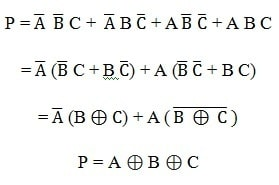 P = A̅ B̅ C + A̅ B C̅ + A B̅ C̅ + A B C
= A̅ (B̅ C + B C̅) + A (B̅ C̅ + B C)
= A̅ (B ⊕ C) + A ( B̅ ̅⊕̅ ̅C̅ )
P = A ⊕ B ⊕ C